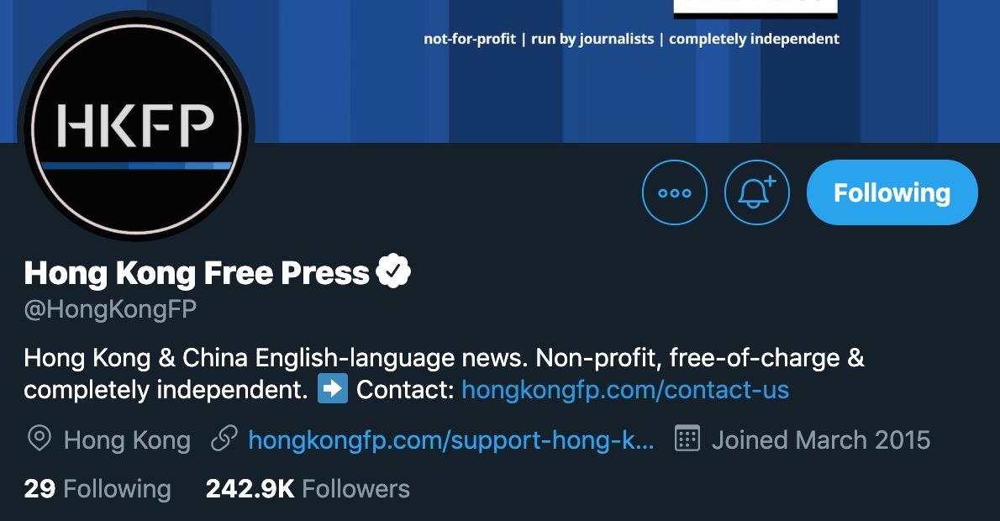 not-for-profit | run by journalists | completely independent
HKFP
Following
Hong Kong Free Press
@HongKongFP
Hong Kong & China English-language news. Non-profit, free-of-charge &
completely independent. ➡️ Contact: hongkongfp.com/contact-us
Hong Kong hongkongfp.com/support-hong-k... Joined March 2015
29 Following 242.9K Followers